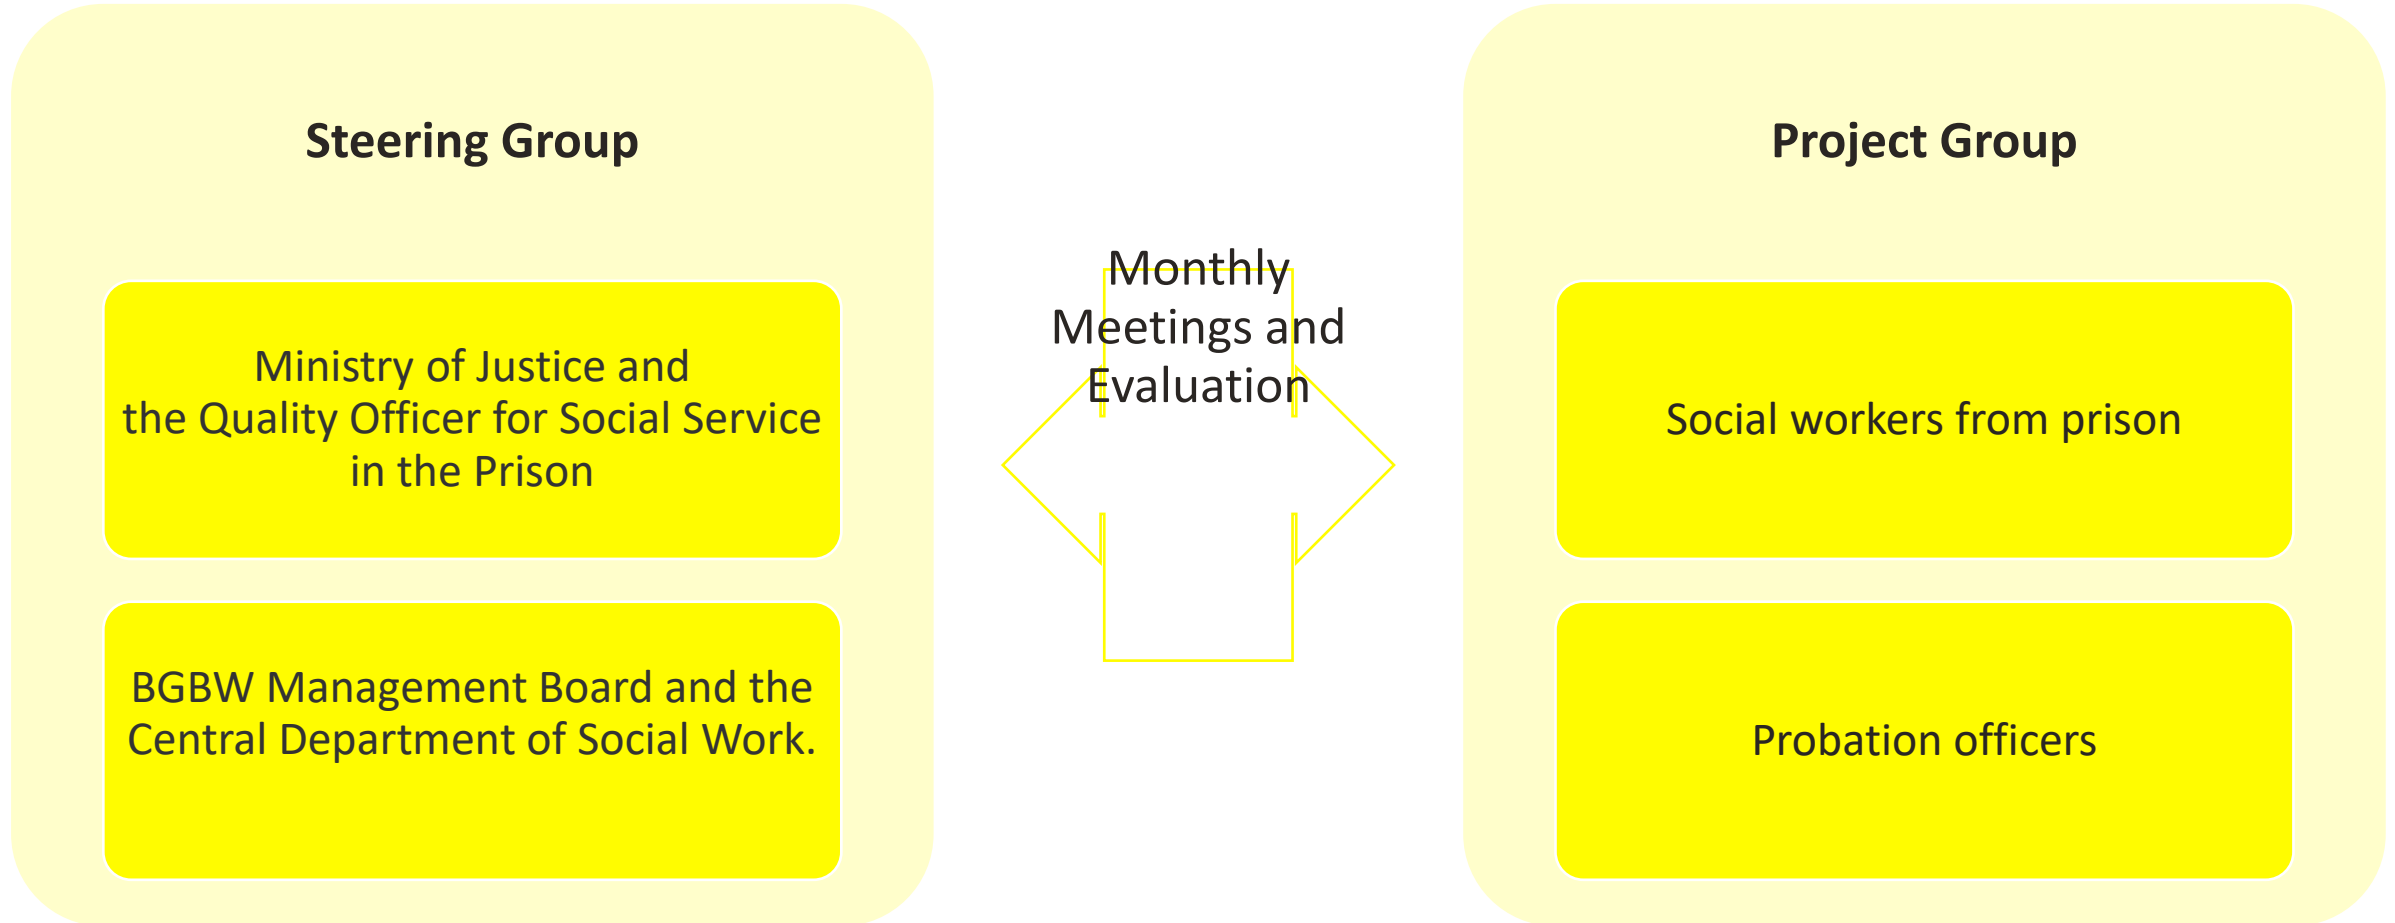 Steering Group
Ministry of Justice and
the Quality Officer for Social Service
in the Prison
BGBW Management Board and the
Central Department of Social Work.
Monthly
Meetings and
Evaluation
Project Group
Social workers from prison
Probation officers